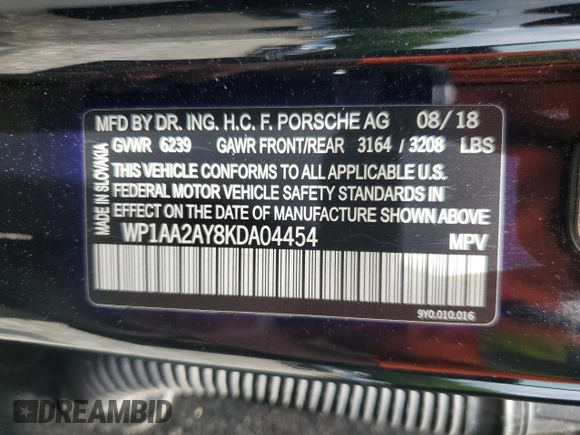 MFD BY DR. ING. H.C. F. PORSCHE AG 08/18
GVWR 6239 GAWR FRONT/REAR 3164 / 3208 LBS
THIS VEHICLE CONFORMS TO ALL APPLICABLE U.S.
FEDERAL MOTOR VEHICLE SAFETY STANDARDS IN
EFFECT ON THE DATE OF MANUFACTURE SHOWN ABOVE
MADE IN SLOVAKIA
WP1AA2AY8KDA04454 MPV
9Y0.010.016
DREAMBID